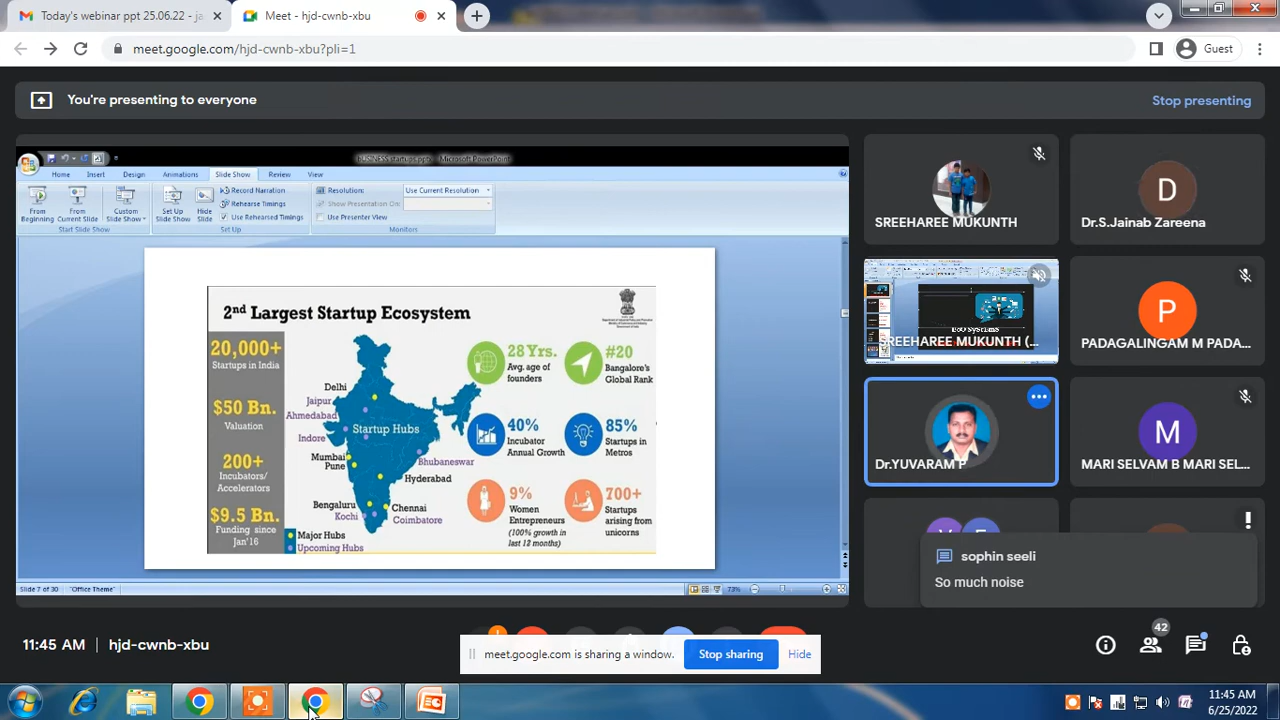 Today's webinar ppt 25.06.22 - ja
Meet - hjd-cwnb-xbu
meet.google.com/hjd-cwnb-xbu?pli=1
Guest
You're presenting to everyone
Stop presenting
BUSINESS startups.ppt - Microsoft PowerPoint
Home Insert Design Animations Slide Show Review View
From Beginning
From Current Slide
Custom Slide Show
Start Slide Show
Set Up Slide Show
Hide Slide
Record Narration
Rehearse Timings
Use Rehearsed Timings
Set Up
Resolution: Use Current Resolution
Show Presentation On:
Use Presenter View
Monitors
2nd Largest Startup Ecosystem
20,000+
Startups in India
$50 Bn.
Valuation
200+
Incubators/
Accelerators
$9.5 Bn.
Funding since
Jan'16
Delhi
Jaipur
Ahmedabad
Indore
Mumbai
Pune
Bengaluru
Kochi
Startup Hubs
Bhubaneswar
Hyderabad
Chennai
Coimbatore
Major Hubs
Upcoming Hubs
28 Yrs.
Avg. age of
founders
#20
Bangalore's
Global Rank
40%
Incubator
Annual Growth
85%
Startups in
Metros
9%
Women
Entrepreneurs
(100% growth in
last 12 months)
700+
Startups
arising from
unicorns
Slide 7 of 30 "Office Theme" 73%
SREEHAREE MUKUNTH
D
Dr.S.Jainab Zareena
SREEHAREE MUKUNTH (...
P
PADAGALINGAM M PADA...
Dr.YUVARAM P
M
MARI SELVAM B MARI SEL...
sophin seeli
So much noise
11:45 AM | hjd-cwnb-xbu
meet.google.com is sharing a window.
Stop sharing
Hide
42
11:45 AM
6/25/2022